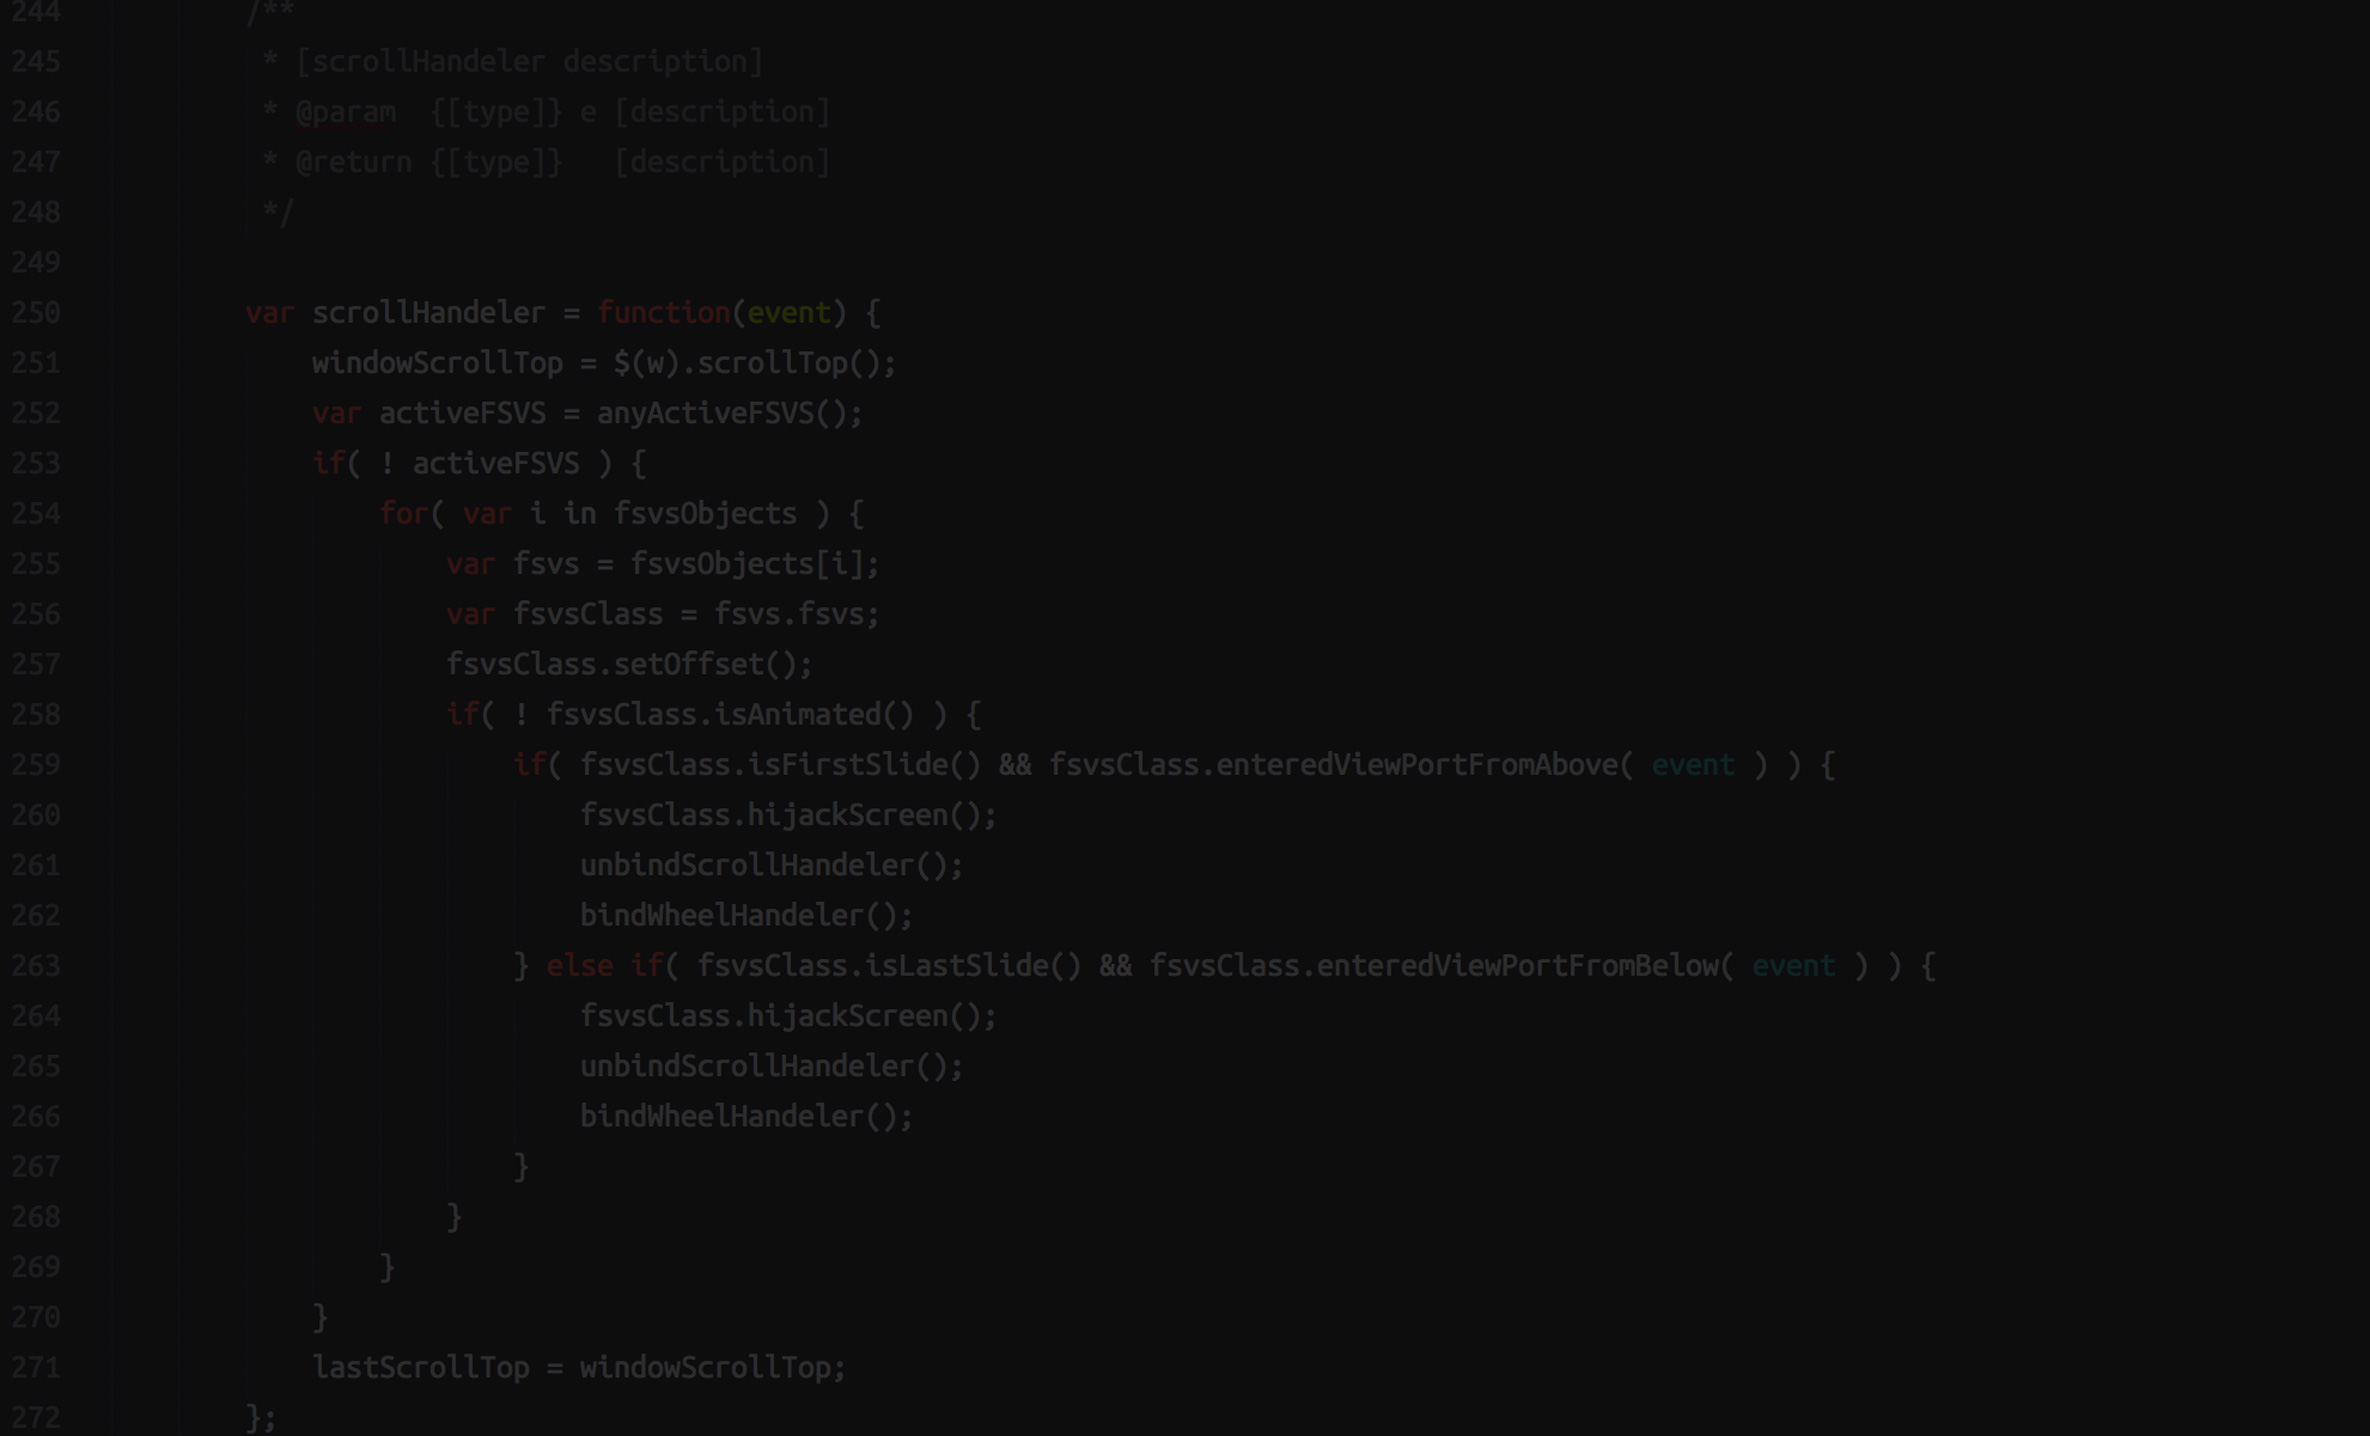 244 /**
245 * [scrollHandeler description]
246 * @param  {[type]} e [description]
247 * @return {[type]}   [description]
248 */
249
250 var scrollHandeler = function(event) {
251 windowScrollTop = $(w).scrollTop();
252 var activeFSVS = anyActiveFSVS();
253 if( ! activeFSVS ) {
254 for( var i in fsvsObjects ) {
255 var fsvs = fsvsObjects[i];
256 var fsvsClass = fsvs.fsvs;
257 fsvsClass.setOffset();
258 if( ! fsvsClass.isAnimated() ) {
259 if( fsvsClass.isFirstSlide() && fsvsClass.enteredViewPortFromAbove( event ) ) {
260 fsvsClass.hijackScreen();
261 unbindScrollHandeler();
262 bindWheelHandeler();
263 } else if( fsvsClass.isLastSlide() && fsvsClass.enteredViewPortFromBelow( event ) ) {
264 fsvsClass.hijackScreen();
265 unbindScrollHandeler();
266 bindWheelHandeler();
267 }
268 }
269 }
270 }
271 lastScrollTop = windowScrollTop;
272 };